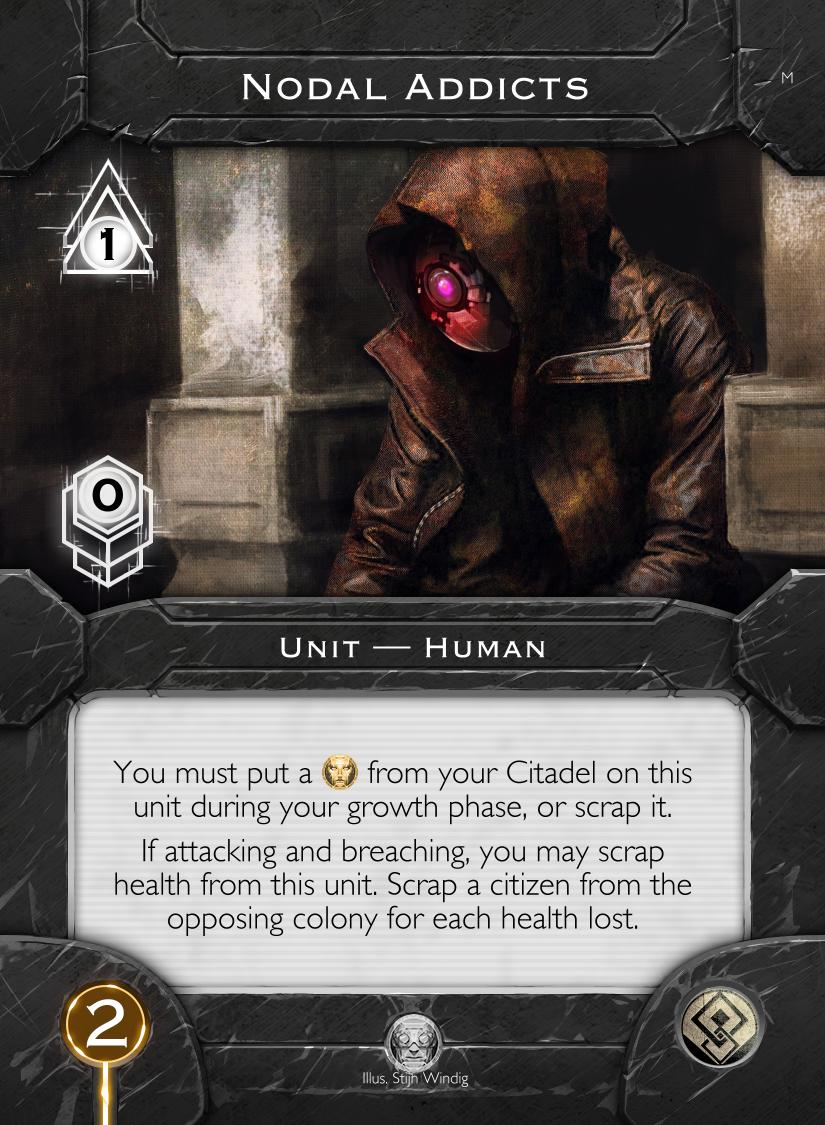 Nodal Addicts
M
1
0
Unit — Human
You must put a from your Citadel on this
unit during your growth phase, or scrap it.
If attacking and breaching, you may scrap
health from this unit. Scrap a citizen from the
opposing colony for each health lost.
2
Illus. Stijn Windig